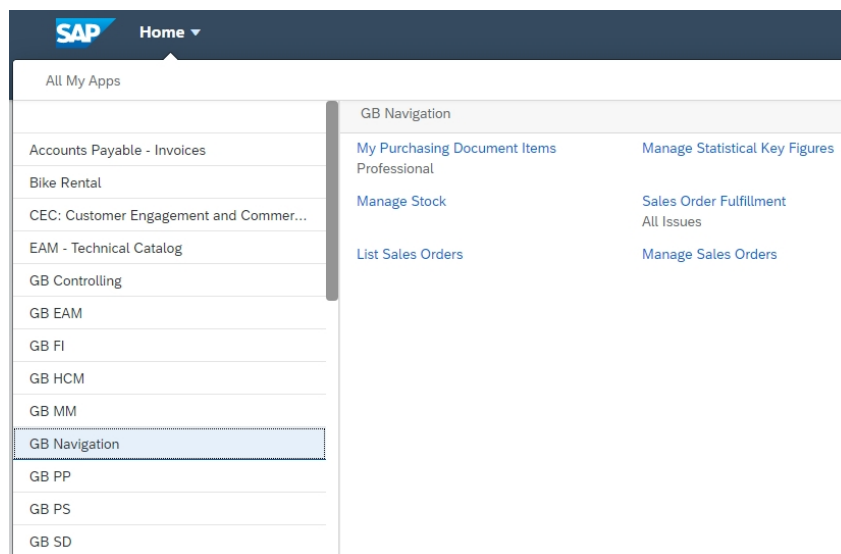 SAP Home
All My Apps
Accounts Payable - Invoices
Bike Rental
CEC: Customer Engagement and Commer...
EAM - Technical Catalog
GB Controlling
GB EAM
GB FI
GB HCM
GB MM
GB Navigation
GB PP
GB PS
GB SD
GB Navigation
My Purchasing Document Items
Professional
Manage Statistical Key Figures
Manage Stock
Sales Order Fulfillment
All Issues
List Sales Orders
Manage Sales Orders